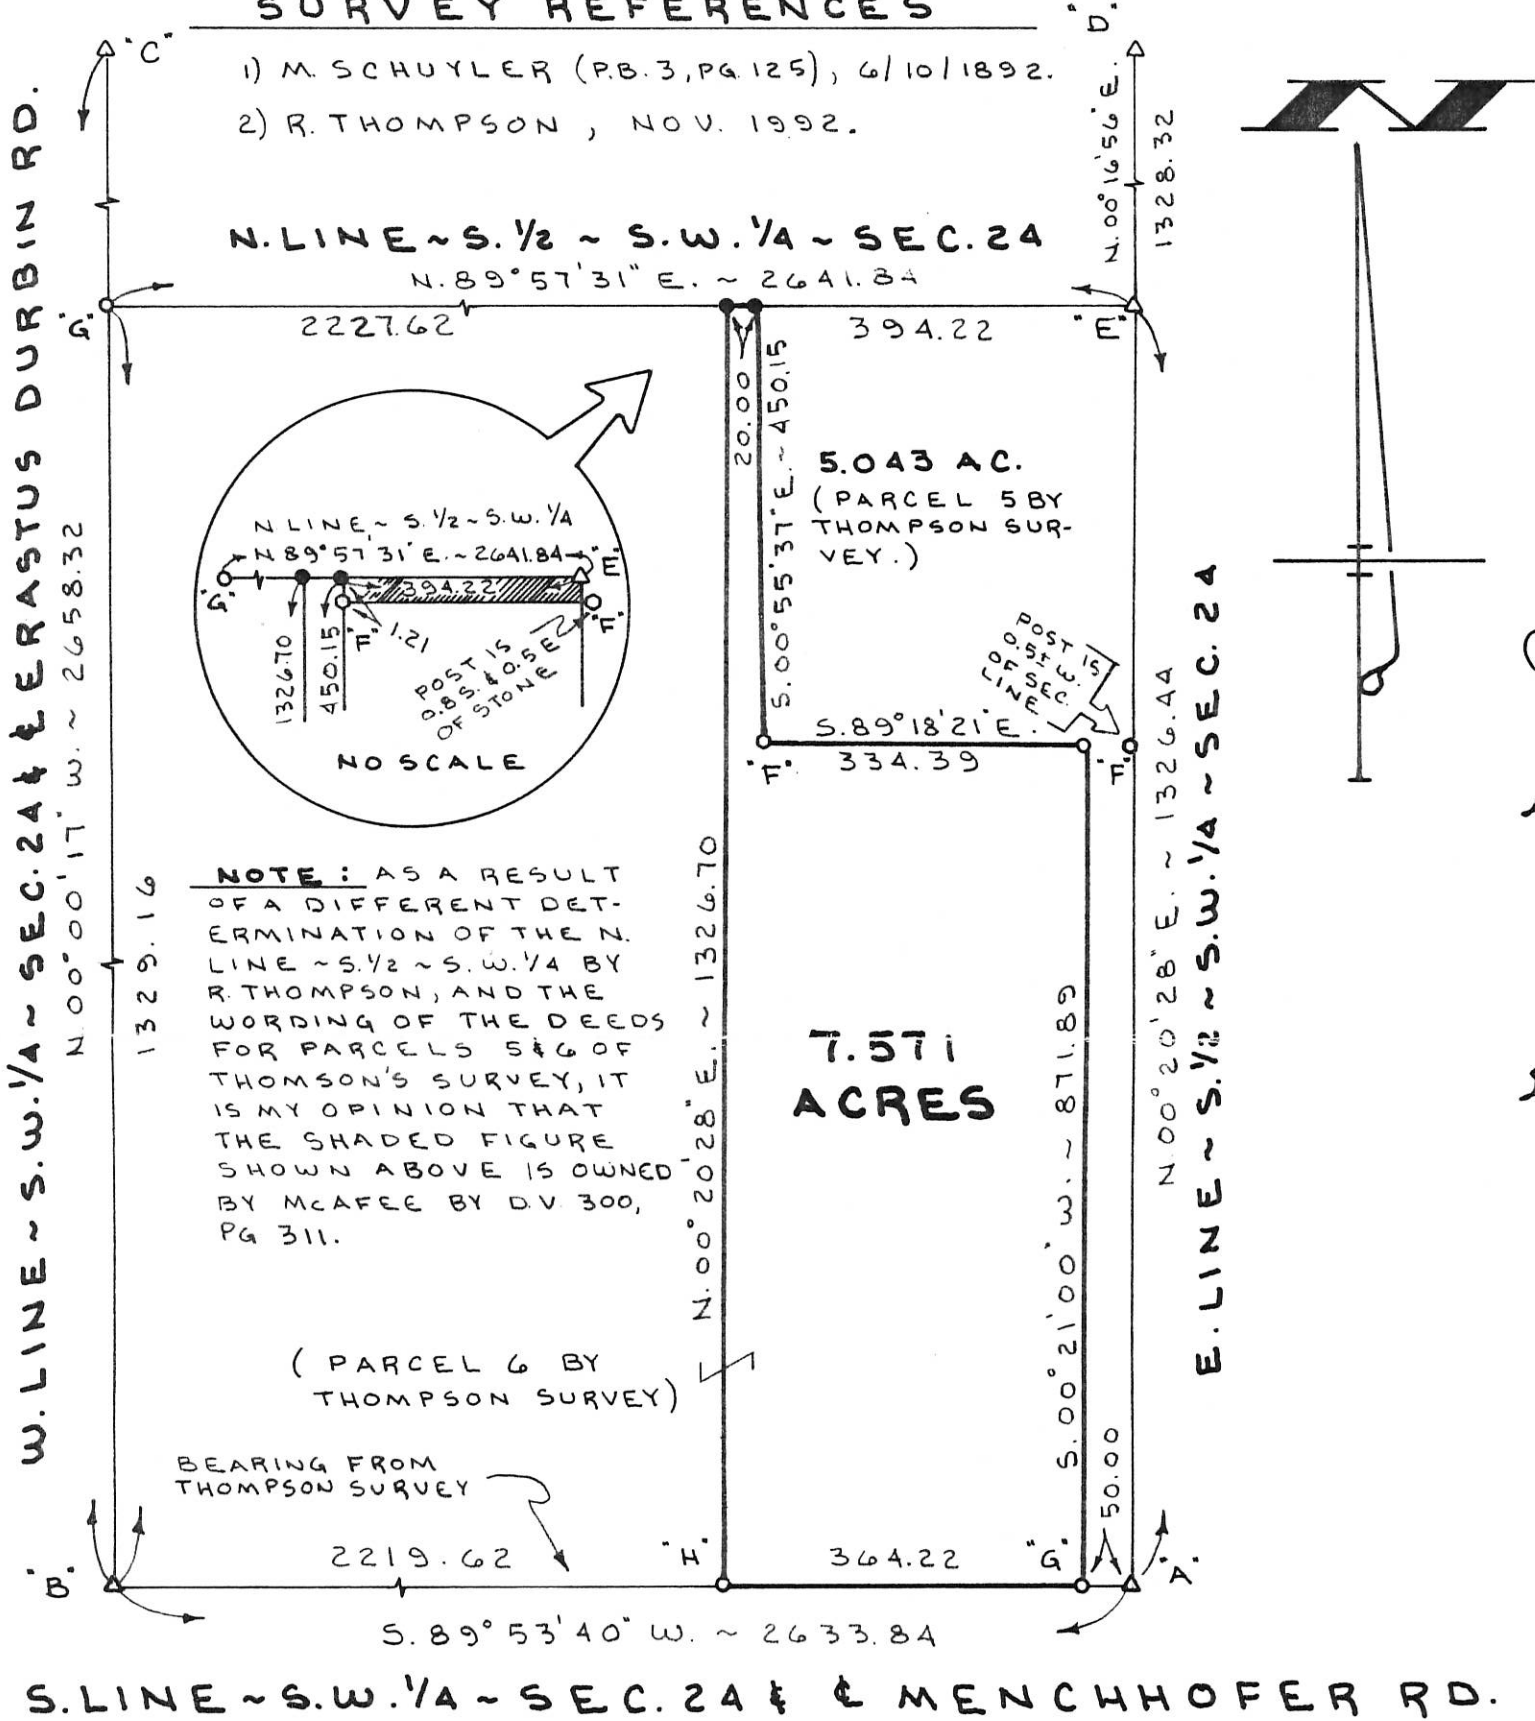 SURVEY REFERENCES
1) M. SCHUYLER (P.B. 3, PG. 125), 6/10/1892.
2) R. THOMPSON, NOV. 1992.
"C"
"D"
N. 00° 16' 56" E.
1328.32
N. LINE ~ S. 1/2 ~ S.W. 1/4 ~ SEC. 24
N. 89° 57' 31" E. ~ 2641.84
"G"
2227.62
394.22
"E"
20.00
S. 00° 55' 37" E. ~ 450.15
5.043 AC.
(PARCEL 5 BY
THOMPSON SUR-
VEY.)
N LINE ~ S. 1/2 ~ S.W. 1/4
N 89° 57' 31" E. ~ 2641.84
"E"
"G"
394.22
"F"
1.21
"F"
1326.70
450.15
POST IS
0.8 S. & 0.5 E
OF STONE
NO SCALE
POST IS
0.5± W.
OF SEC.
LINE
S. 89° 18' 21" E.
334.39
"F"
"F"
W. LINE ~ S.W. 1/4 ~ SEC. 24 & ℄ ERASTUS DURBIN RD.
N. 00° 00' 17" W. ~ 2658.32
1329.16
NOTE: AS A RESULT
OF A DIFFERENT DET-
ERMINATION OF THE N.
LINE ~ S. 1/2 ~ S. W. 1/4 BY
R. THOMPSON, AND THE
WORDING OF THE DEEDS
FOR PARCELS 5 & 6 OF
THOMSON'S SURVEY, IT
IS MY OPINION THAT
THE SHADED FIGURE
SHOWN ABOVE IS OWNED
BY McAFEE BY D.V. 300,
PG 311.
N. 00° 20' 28" E. ~ 1326.70
7.571
ACRES
S. 00° 21' 00" W. ~ 871.89
N. 00° 20' 28" E. ~ 1326.44
E. LINE ~ S. 1/2 ~ S.W. 1/4 ~ SEC. 24
(PARCEL 6 BY
THOMPSON SURVEY)
BEARING FROM
THOMPSON SURVEY
50.00
"B"
2219.62
"H"
364.22
"G"
"A"
S. 89° 53' 40" W. ~ 2633.84
S. LINE ~ S.W. 1/4 ~ SEC. 24 & ℄ MENCHHOFER RD.
N